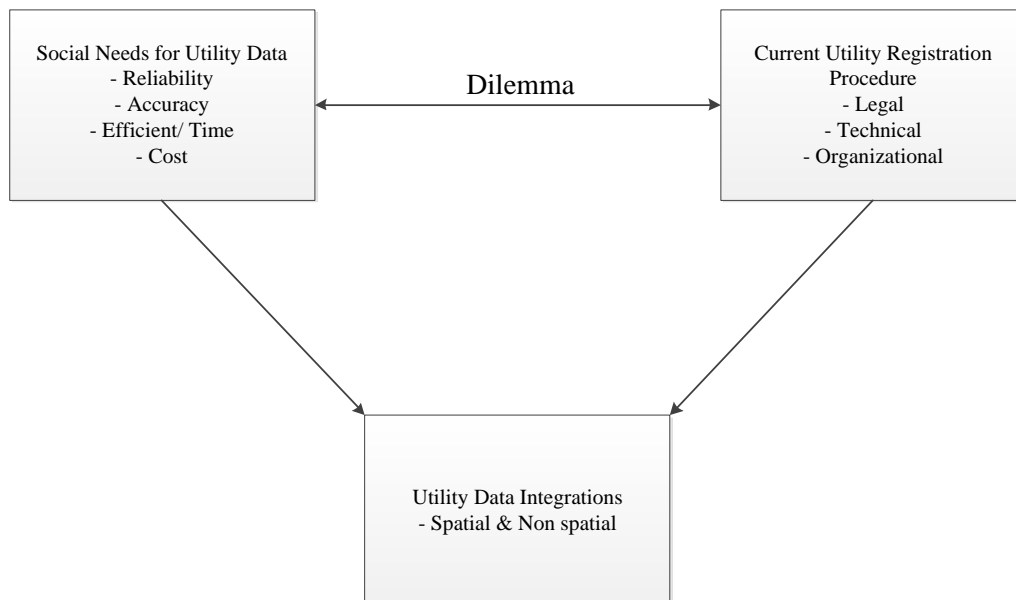 Social Needs for Utility Data
- Reliability
- Accuracy
- Efficient/ Time
- Cost
Dilemma
Current Utility Registration
Procedure
- Legal
- Technical
- Organizational
Utility Data Integrations
- Spatial & Non spatial